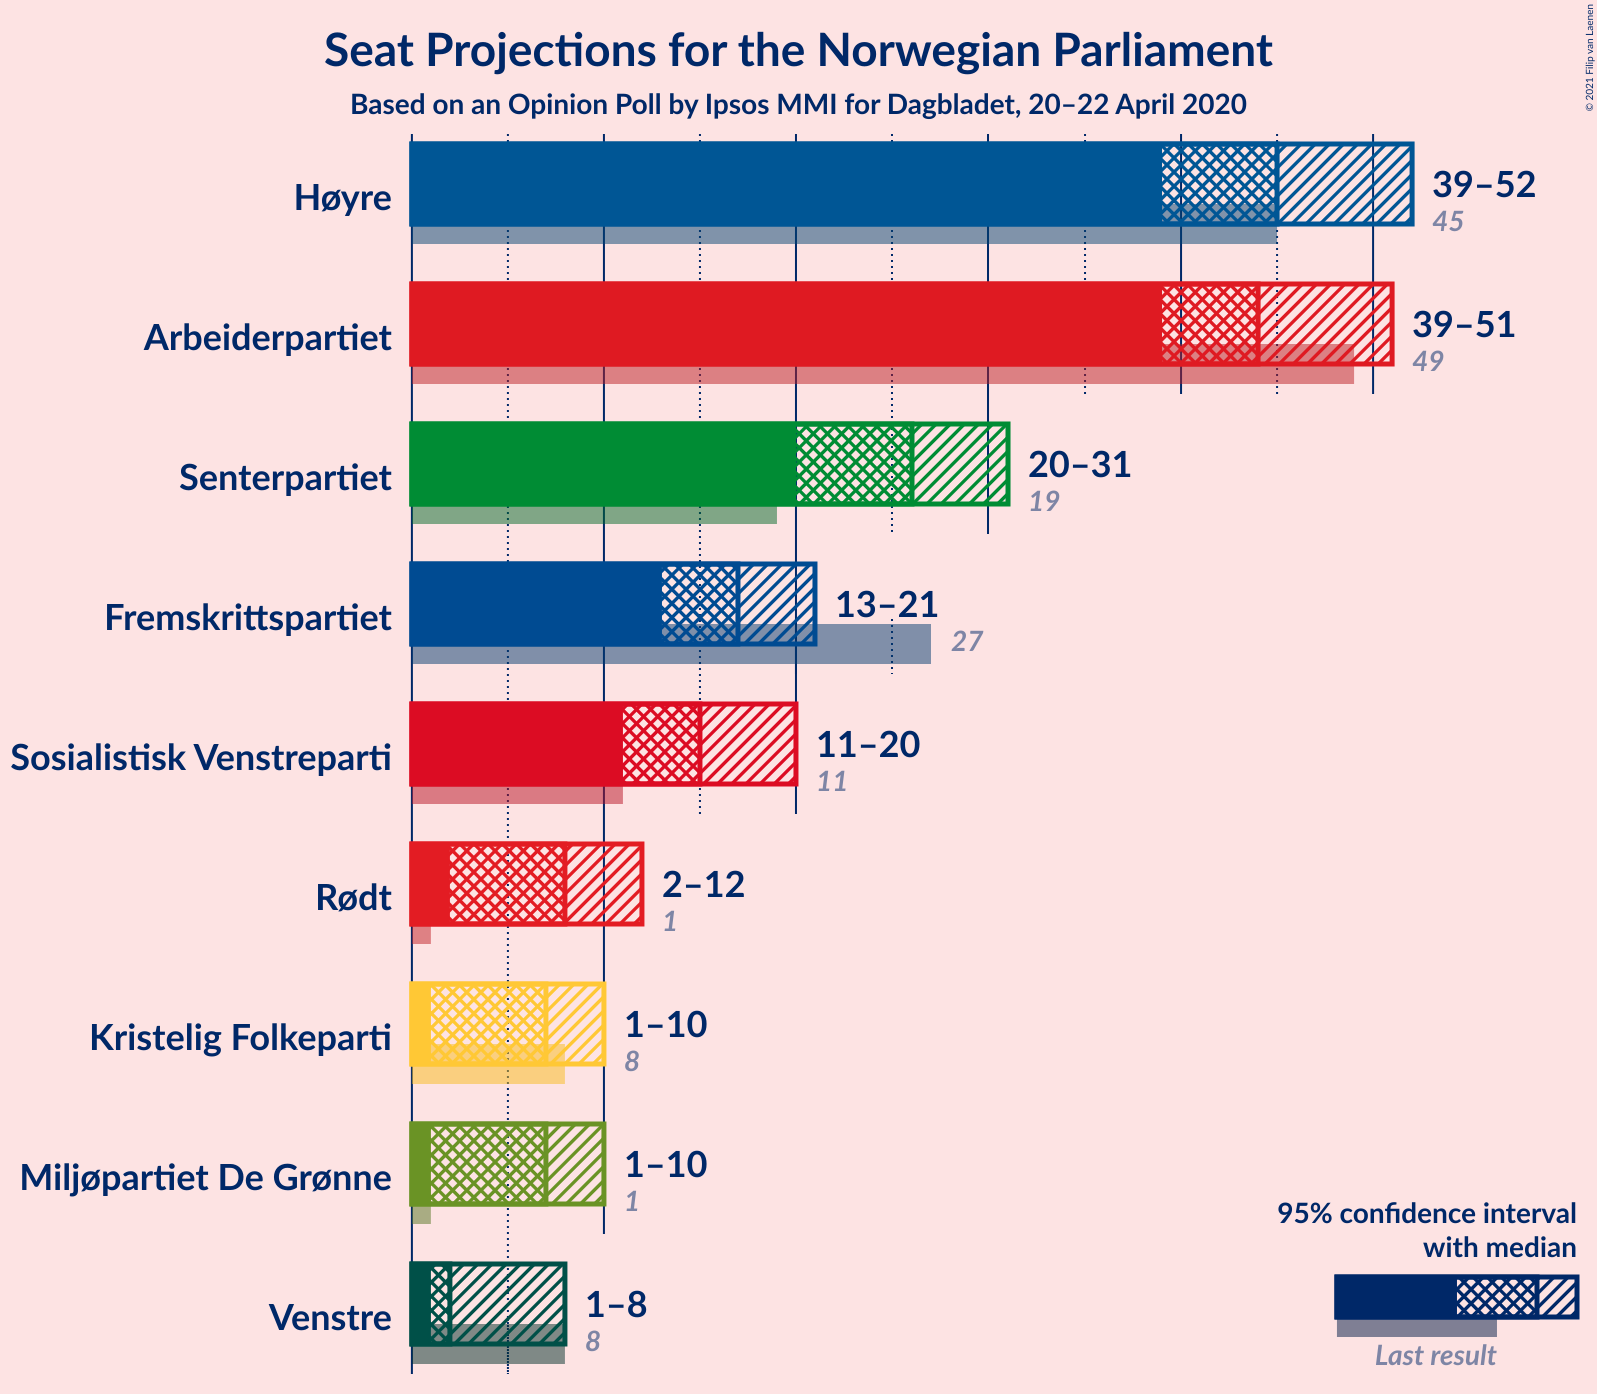 Seat Projections for the Norwegian Parliament
Based on an Opinion Poll by Ipsos MMI for Dagbladet, 20–22 April 2020
© 2021 Filip van Laenen
Høyre
39–52
45
Arbeiderpartiet
39–51
49
Senterpartiet
20–31
19
Fremskrittspartiet
13–21
27
Sosialistisk Venstreparti
11–20
11
Rødt
2–12
1
Kristelig Folkeparti
1–10
8
Miljøpartiet De Grønne
1–10
1
Venstre
1–8
8
95% confidence interval
with median
Last result